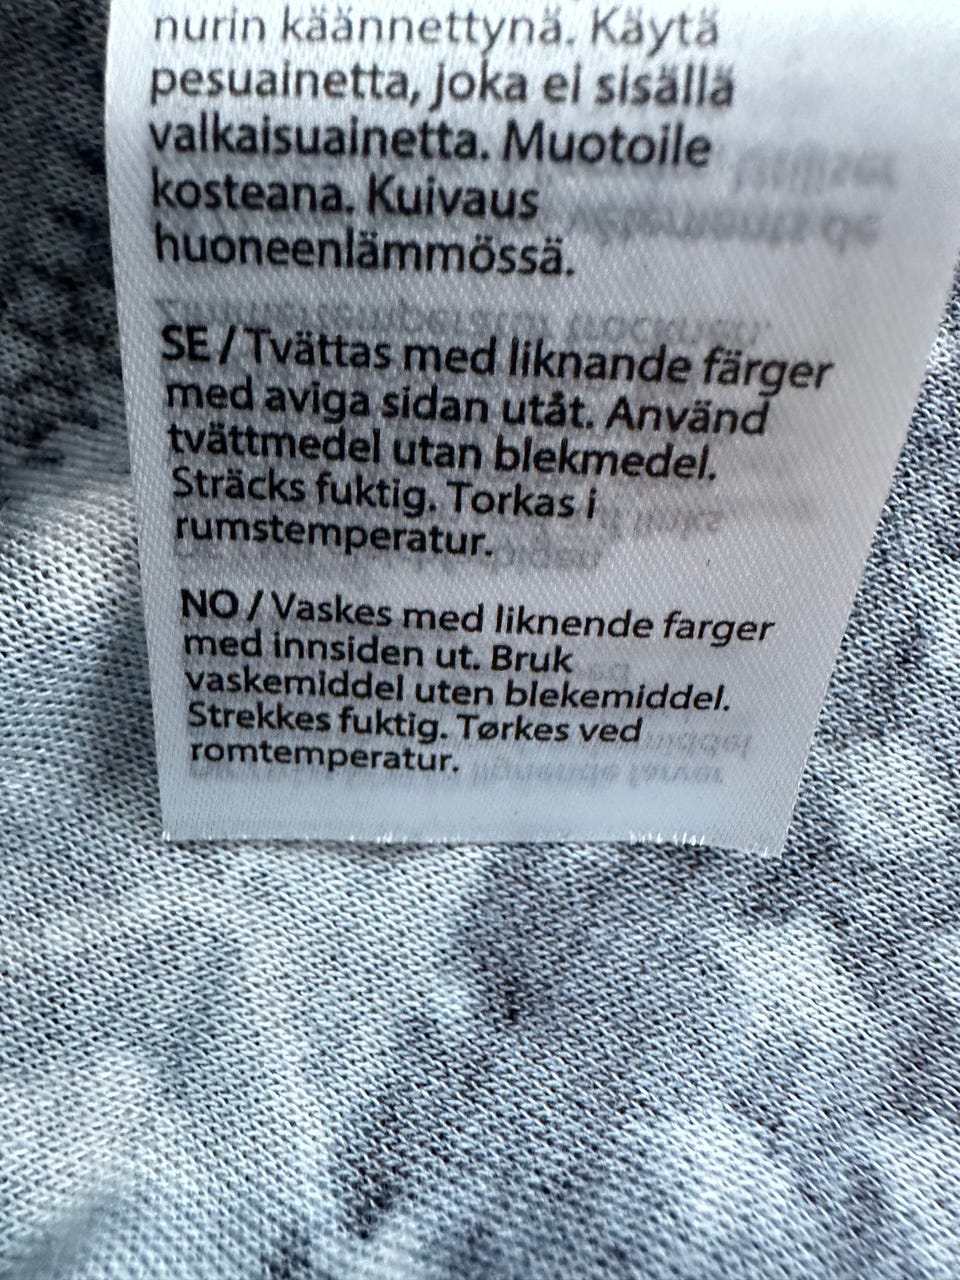 nurin käännettynä. Käytä
pesuainetta, joka ei sisällä
valkaisuainetta. Muotoile
kosteana. Kuivaus
huoneenlämmössä.
SE / Tvättas med liknande färger
med aviga sidan utåt. Använd
tvättmedel utan blekmedel.
Sträcks fuktig. Torkas i
rumstemperatur.
NO / Vaskes med liknende farger
med innsiden ut. Bruk
vaskemiddel uten blekemiddel.
Strekkes fuktig. Tørkes ved
romtemperatur.